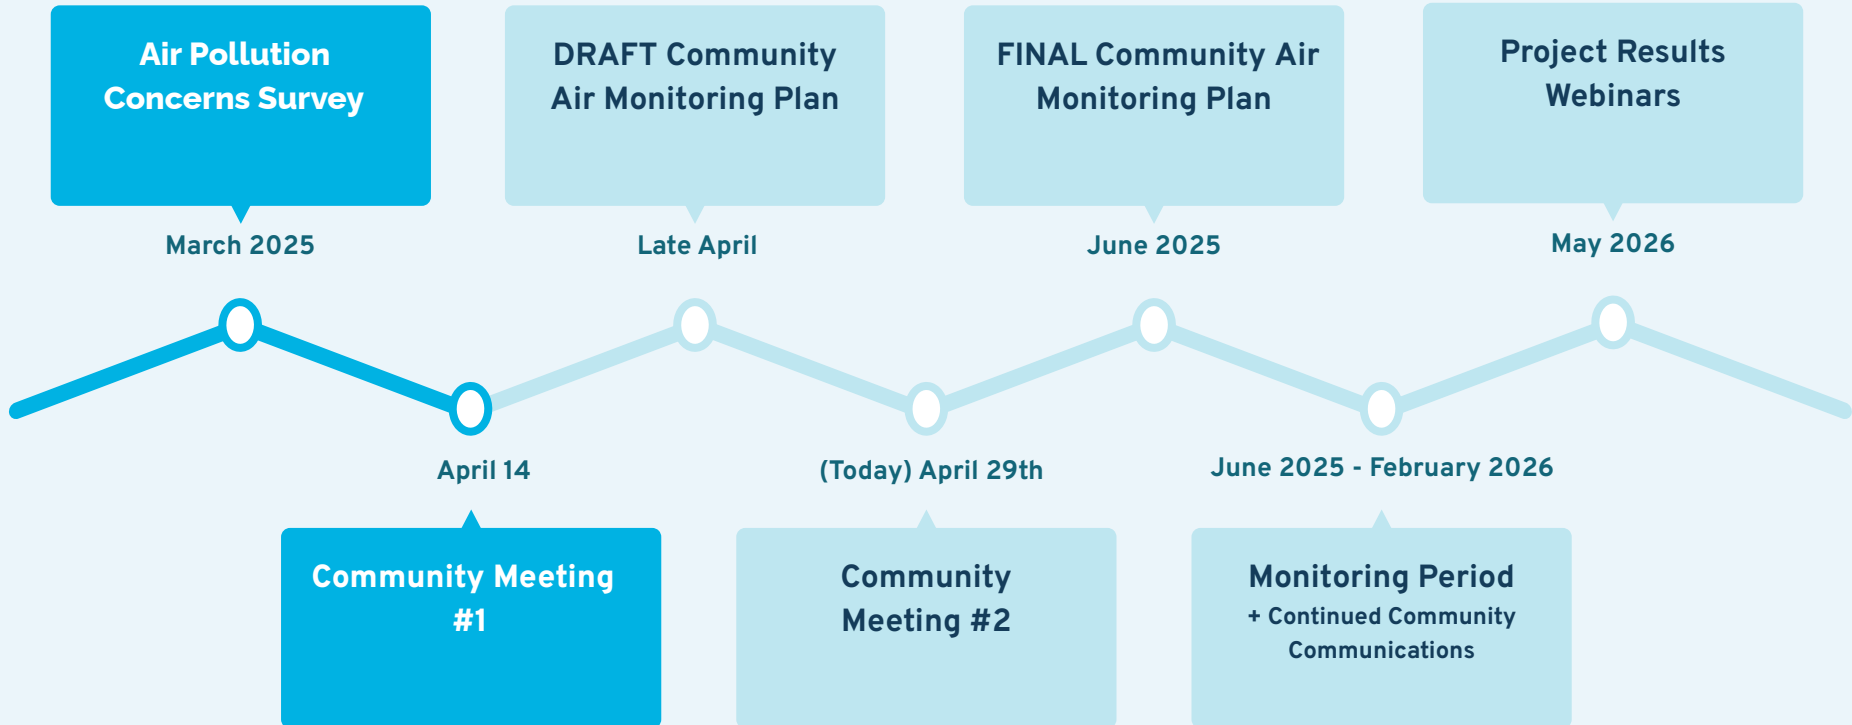 Air Pollution
Concerns Survey
DRAFT Community
Air Monitoring Plan
FINAL Community Air
Monitoring Plan
Project Results
Webinars
March 2025
Late April
June 2025
May 2026
April 14
(Today) April 29th
June 2025 - February 2026
Community Meeting
#1
Community
Meeting #2
Monitoring Period
+ Continued Community
Communications